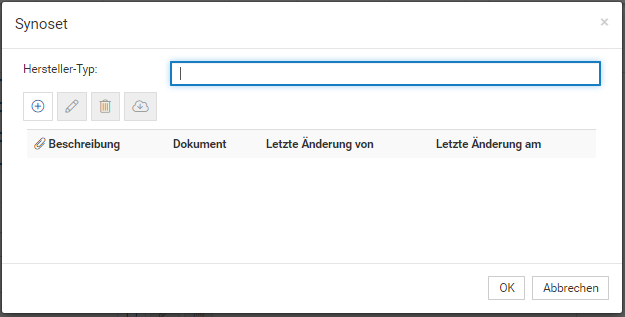 Synoset
×
Hersteller-Typ:
Beschreibung Dokument Letzte Änderung von Letzte Änderung am
OK Abbrechen